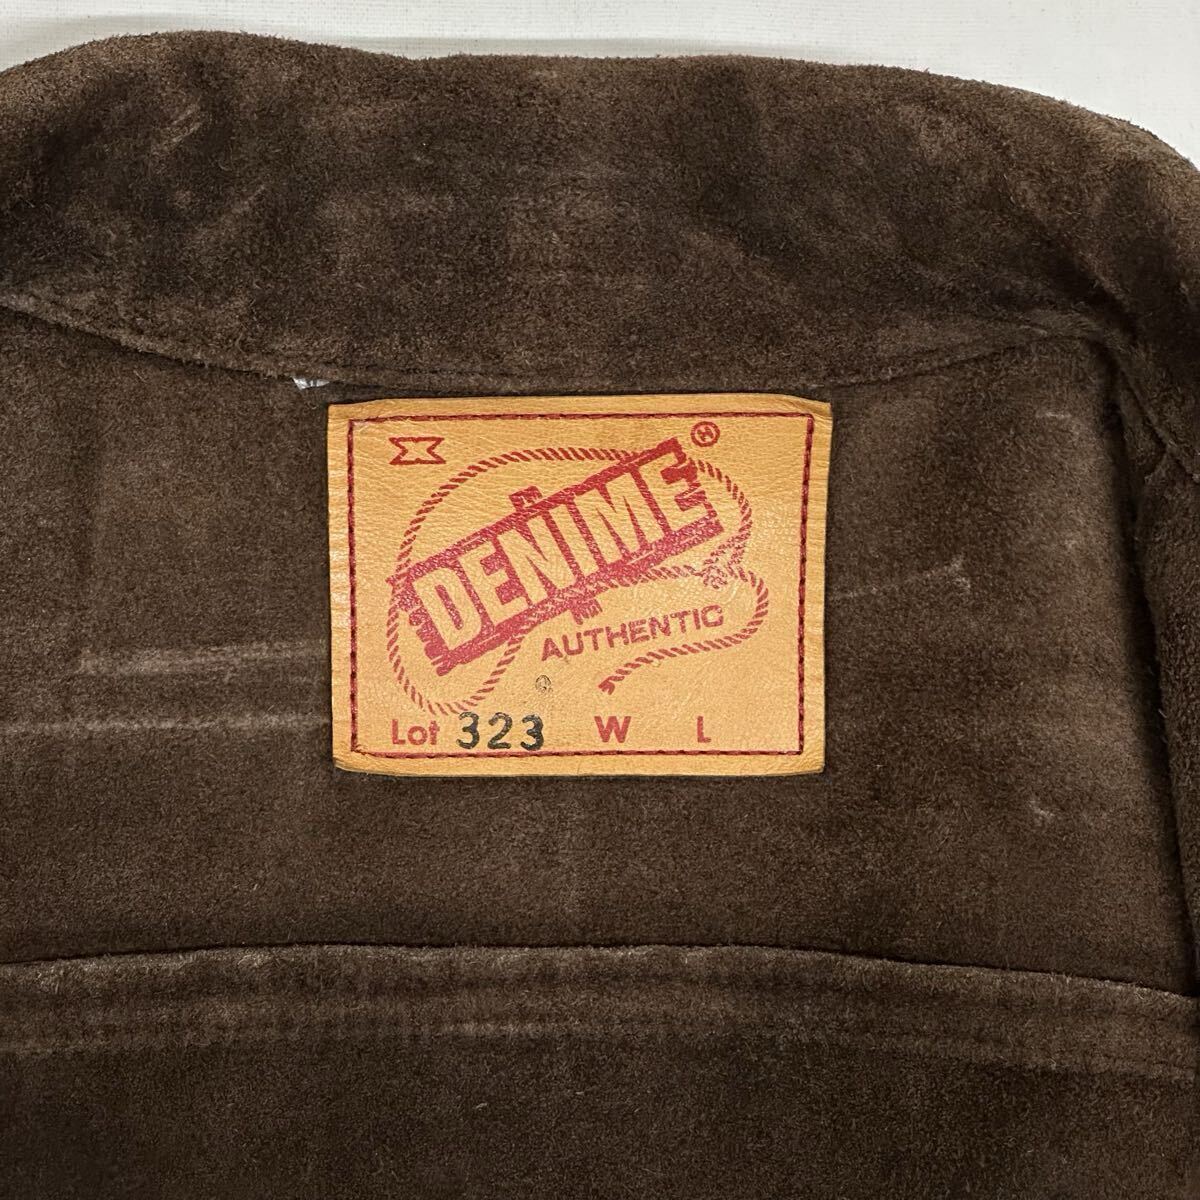 DENIME ®
AUTHENTIC
Lot 323 W L